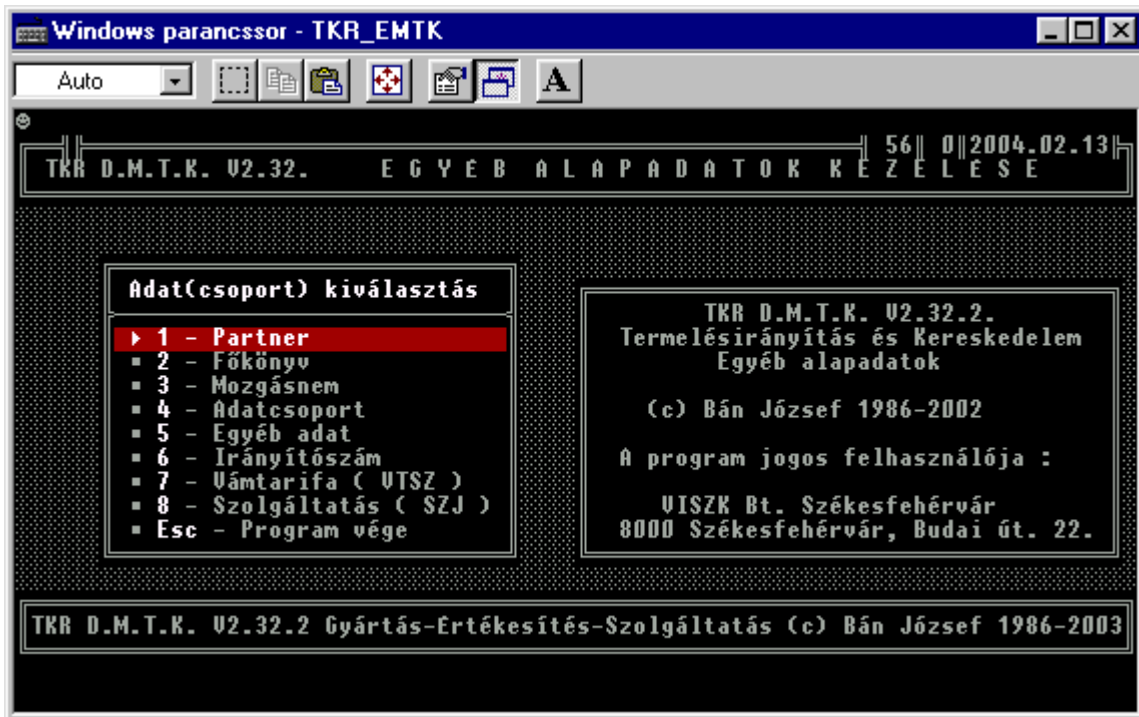 Windows parancssor - TKR_EMTK
Auto
A
56 0 2004.02.13
TKR D.M.T.K. V2.32. E G Y É B A L A P A D A T O K K E Z E L É S E
Adat(csoport) kiválasztás
1 - Partner
2 - Főkönyv
3 - Mozgásnem
4 - Adatcsoport
5 - Egyéb adat
6 - Irányítószám
7 - Vámtarifa ( VTSZ )
8 - Szolgáltatás ( SZJ )
Esc - Program vége
TKR D.M.T.K. V2.32.2.
Termelésirányítás és Kereskedelem
Egyéb alapadatok
(c) Bán József 1986-2002
A program jogos felhasználója :
VISZK Bt. Székesfehérvár
8000 Székesfehérvár, Budai út. 22.
TKR D.M.T.K. V2.32.2 Gyártás-Értékesítés-Szolgáltatás (c) Bán József 1986-2003